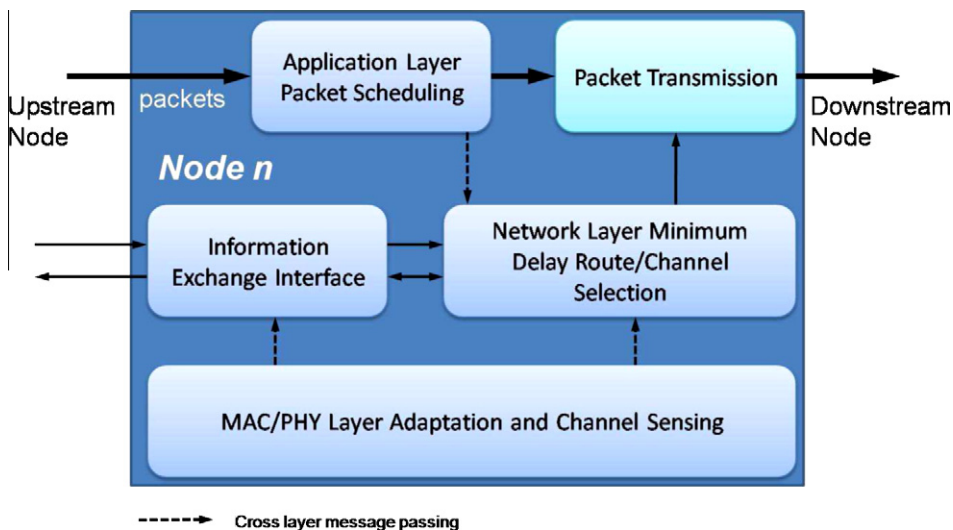 Application Layer
Packet Scheduling
Packet Transmission
packets
Upstream
Node
Downstream
Node
Node n
Information
Exchange Interface
Network Layer Minimum
Delay Route/Channel
Selection
MAC/PHY Layer Adaptation and Channel Sensing
Cross layer message passing